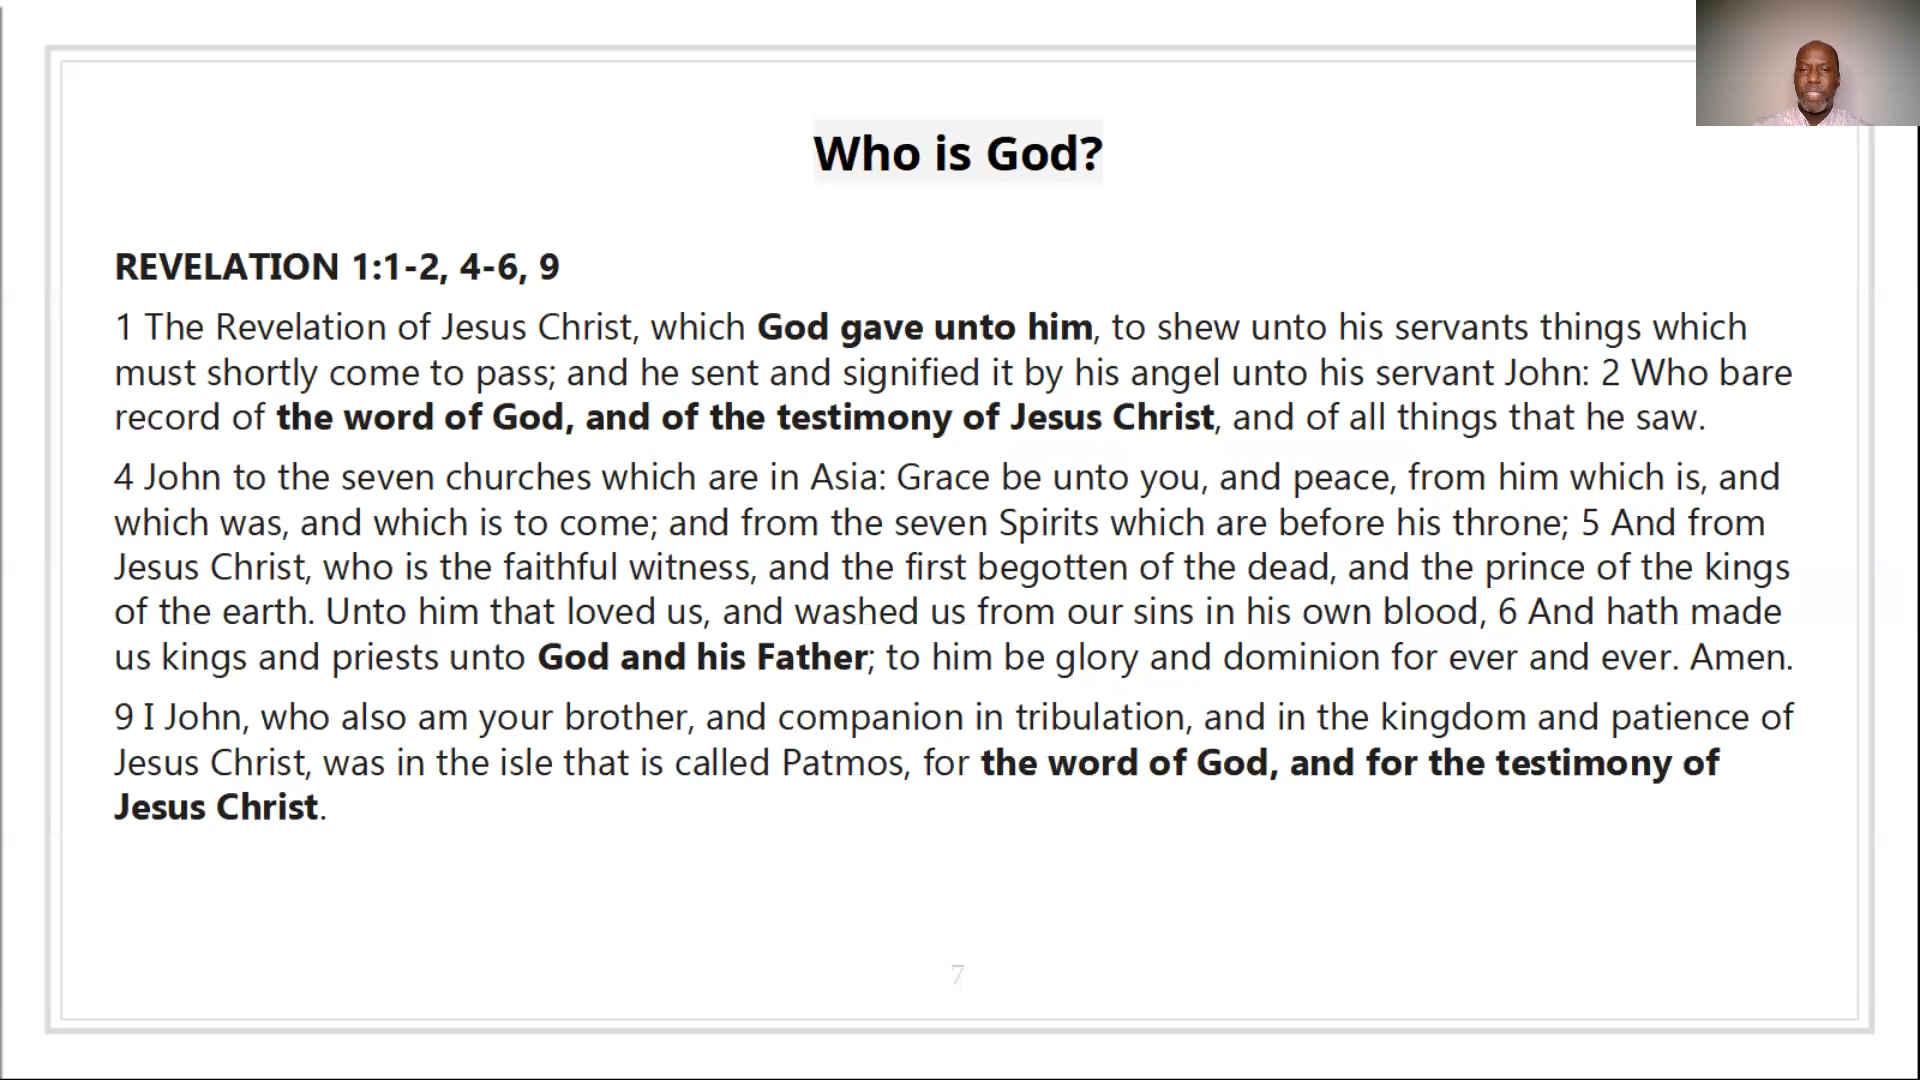 Who is God?
REVELATION 1:1-2, 4-6, 9
1 The Revelation of Jesus Christ, which God gave unto him, to shew unto his servants things which
must shortly come to pass; and he sent and signified it by his angel unto his servant John: 2 Who bare
record of the word of God, and of the testimony of Jesus Christ, and of all things that he saw.
4 John to the seven churches which are in Asia: Grace be unto you, and peace, from him which is, and
which was, and which is to come; and from the seven Spirits which are before his throne; 5 And from
Jesus Christ, who is the faithful witness, and the first begotten of the dead, and the prince of the kings
of the earth. Unto him that loved us, and washed us from our sins in his own blood, 6 And hath made
us kings and priests unto God and his Father; to him be glory and dominion for ever and ever. Amen.
9 I John, who also am your brother, and companion in tribulation, and in the kingdom and patience of
Jesus Christ, was in the isle that is called Patmos, for the word of God, and for the testimony of
Jesus Christ.
7